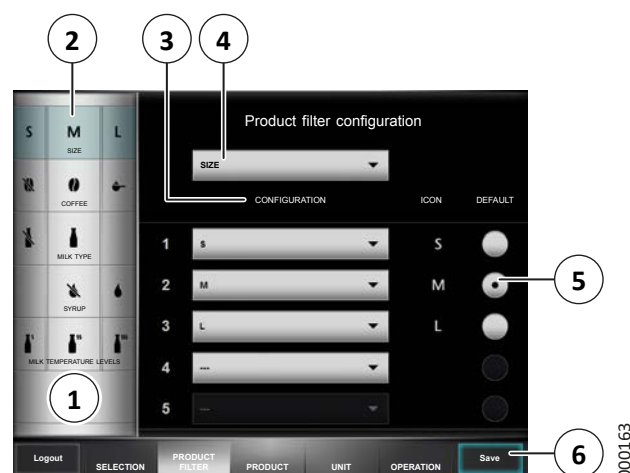 2
3
4
Product filter configuration
S M L
SIZE
SIZE
CONFIGURATION
ICON
DEFAULT
COFFEE
1 S S
MILK TYPE
2 M M
5
SYRUP
3 L L
MILK TEMPERATURE LEVELS
4 ---
1
5 ---
Logout
SELECTION
PRODUCT
FILTER
PRODUCT
UNIT
OPERATION
Save
6